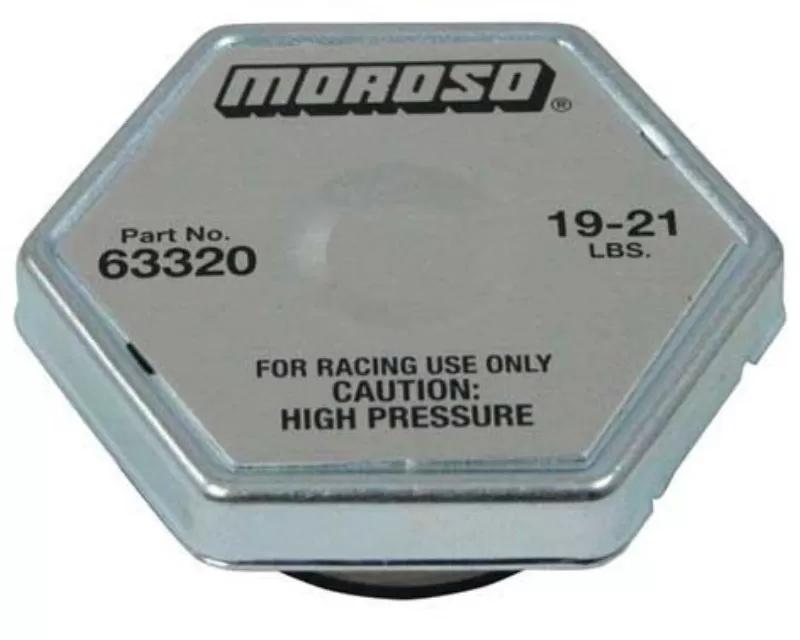 MOROSO®
Part No.
63320
19-21
LBS.
FOR RACING USE ONLY
CAUTION:
HIGH PRESSURE